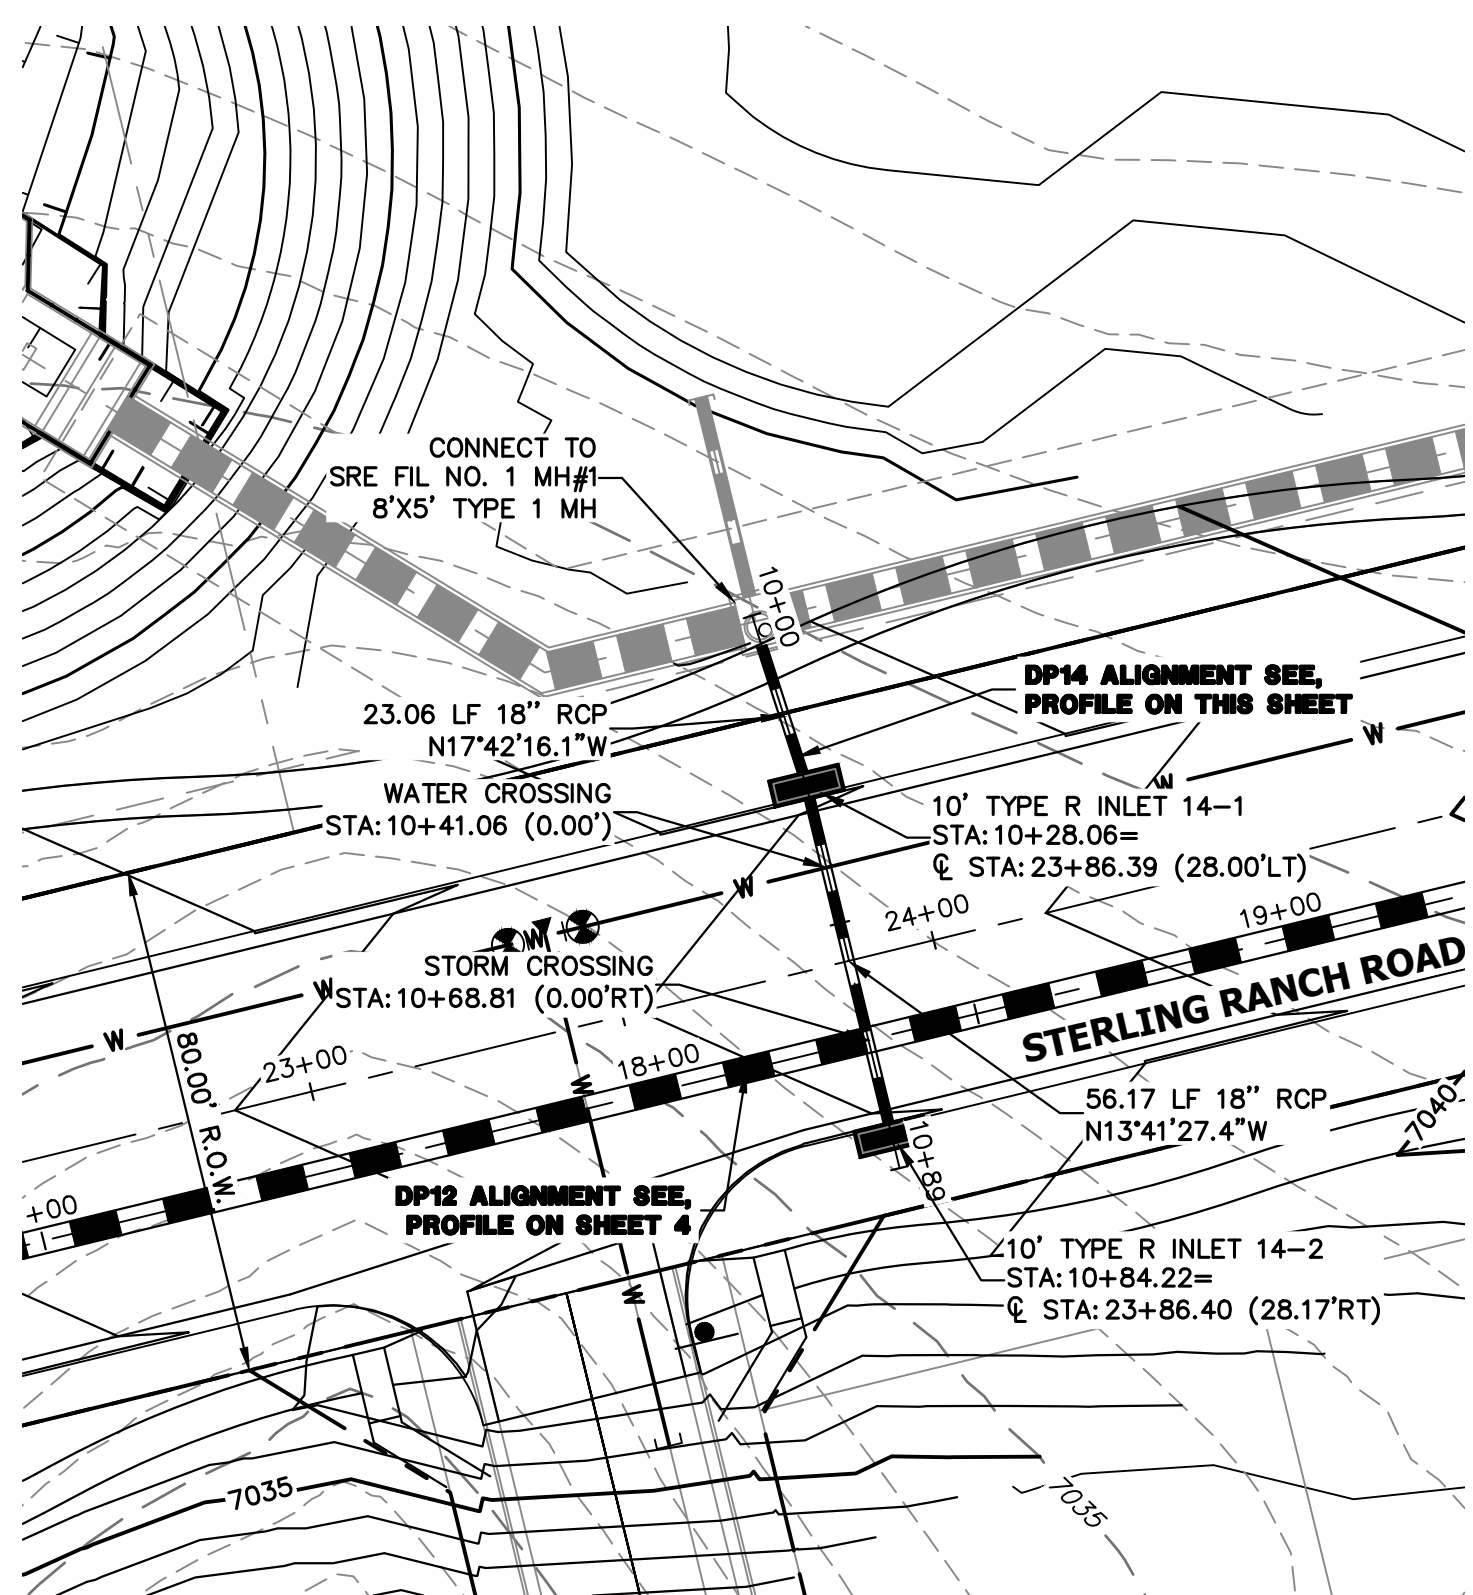 CONNECT TO
SRE FIL NO. 1 MH#1
8'X5' TYPE 1 MH
10+00
DP14 ALIGNMENT SEE,
PROFILE ON THIS SHEET
23.06 LF 18" RCP
N17°42'16.1"W
W
W
WATER CROSSING
STA:10+41.06 (0.00')
10' TYPE R INLET 14-1
STA:10+28.06=
℄ STA:23+86.39 (28.00'LT)
W
24+00
19+00
W
STORM CROSSING
STA:10+68.81 (0.00'RT)
W
W
STERLING RANCH ROAD
80.00' R.O.W.
23+00
18+00
W
56.17 LF 18" RCP
N13°41'27.4"W
7040
10+89
+00
DP12 ALIGNMENT SEE,
PROFILE ON SHEET 4
10' TYPE R INLET 14-2
STA:10+84.22=
℄ STA:23+86.40 (28.17'RT)
W
7035
7035